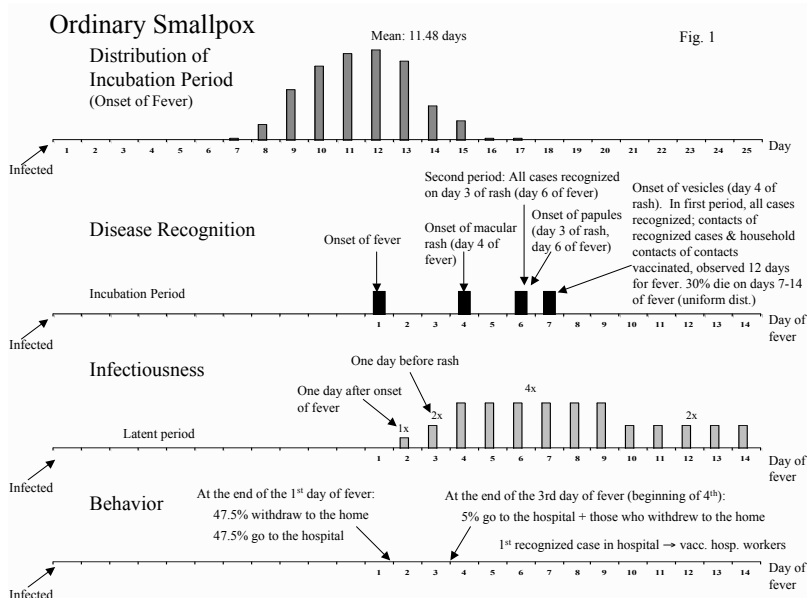 Ordinary Smallpox
Distribution of
Incubation Period
(Onset of Fever)
Mean: 11.48 days
Fig. 1
1 2 3 4 5 6 7 8 9 10 11 12 13 14 15 16 17 18 19 20 21 22 23 24 25
Day
Infected
Disease Recognition
Second period: All cases recognized
on day 3 of rash (day 6 of fever)
Onset of fever
Onset of macular
rash (day 4 of
fever)
Onset of papules
(day 3 of rash,
day 6 of fever)
Onset of vesicles (day 4 of
rash). In first period, all cases
recognized; contacts of
recognized cases & household
contacts of contacts
vaccinated, observed 12 days
for fever. 30% die on days 7-14
of fever (uniform dist.)
Incubation Period
1 2 3 4 5 6 7 8 9 10 11 12 13 14
Day of
fever
Infected
Infectiousness
One day before rash
One day after onset
of fever
1x
2x
4x
2x
Latent period
1 2 3 4 5 6 7 8 9 10 11 12 13 14
Day of
fever
Infected
Behavior
At the end of the 1st day of fever:
47.5% withdraw to the home
47.5% go to the hospital
At the end of the 3rd day of fever (beginning of 4th):
5% go to the hospital + those who withdrew to the home
1st recognized case in hospital → vacc. hosp. workers
1 2 3 4 5 6 7 8 9 10 11 12 13 14
Day of
fever
Infected